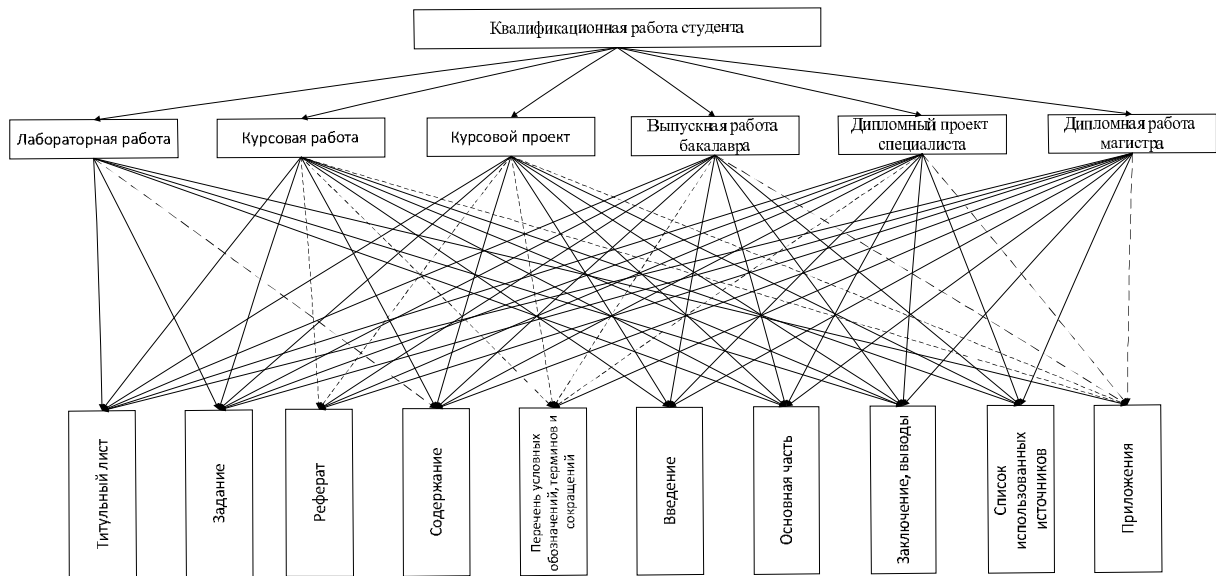 Квалификационная работа студента
Лабораторная работа
Курсовая работа
Курсовой проект
Выпускная работа
бакалавра
Дипломный проект
специалиста
Дипломная работа
магистра
Титульный лист
Задание
Реферат
Содержание
Перечень условных
обозначений, терминов и
сокращений
Введение
Основная часть
Заключение, выводы
Список
использованных
источников
Приложения